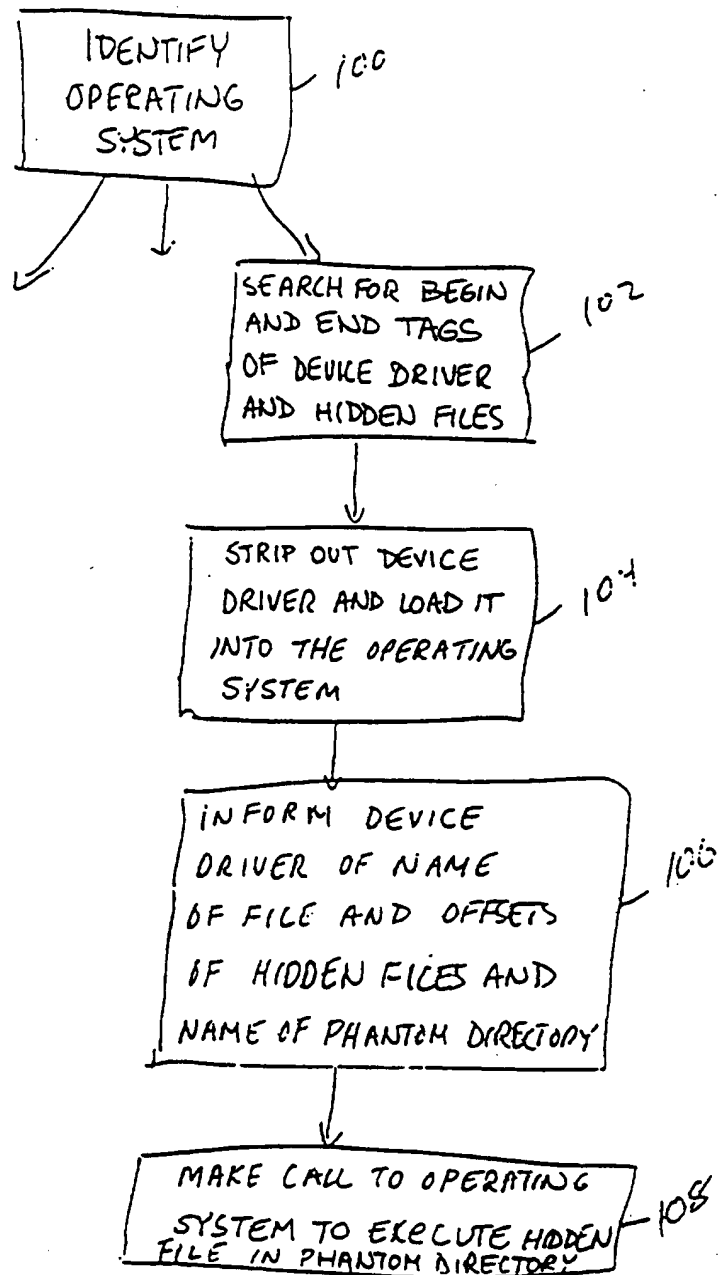 IDENTIFY
OPERATING
SYSTEM
100
SEARCH FOR BEGIN
AND END TAGS
OF DEVICE DRIVER
AND HIDDEN FILES
102
STRIP OUT DEVICE
DRIVER AND LOAD IT
INTO THE OPERATING
SYSTEM
104
INFORM DEVICE
DRIVER OF NAME
OF FILE AND OFFSETS
OF HIDDEN FILES AND
NAME OF PHANTOM DIRECTORY
106
MAKE CALL TO OPERATING
SYSTEM TO EXECUTE HIDDEN
FILE IN PHANTOM DIRECTORY
108